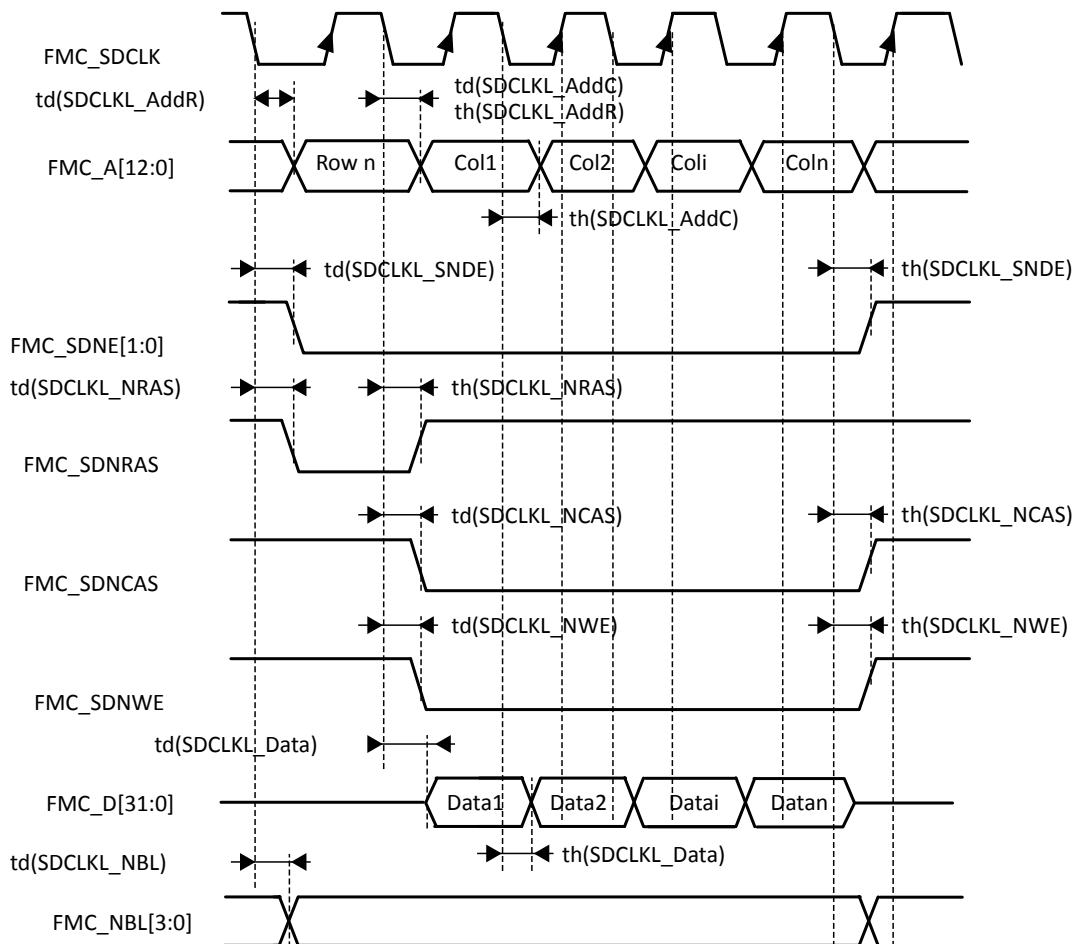 FMC_SDCLK
td(SDCLKL_AddR)
td(SDCLKL_AddC)
th(SDCLKL_AddR)
FMC_A[12:0]
Row n
Col1
Col2
Coli
Coln
th(SDCLKL_AddC)
td(SDCLKL_SNDE)
th(SDCLKL_SNDE)
FMC_SDNE[1:0]
td(SDCLKL_NRAS)
th(SDCLKL_NRAS)
FMC_SDNRAS
td(SDCLKL_NCAS)
th(SDCLKL_NCAS)
FMC_SDNCAS
td(SDCLKL_NWE)
th(SDCLKL_NWE)
FMC_SDNWE
td(SDCLKL_Data)
FMC_D[31:0]
Data1
Data2
Datai
Datan
th(SDCLKL_Data)
td(SDCLKL_NBL)
FMC_NBL[3:0]